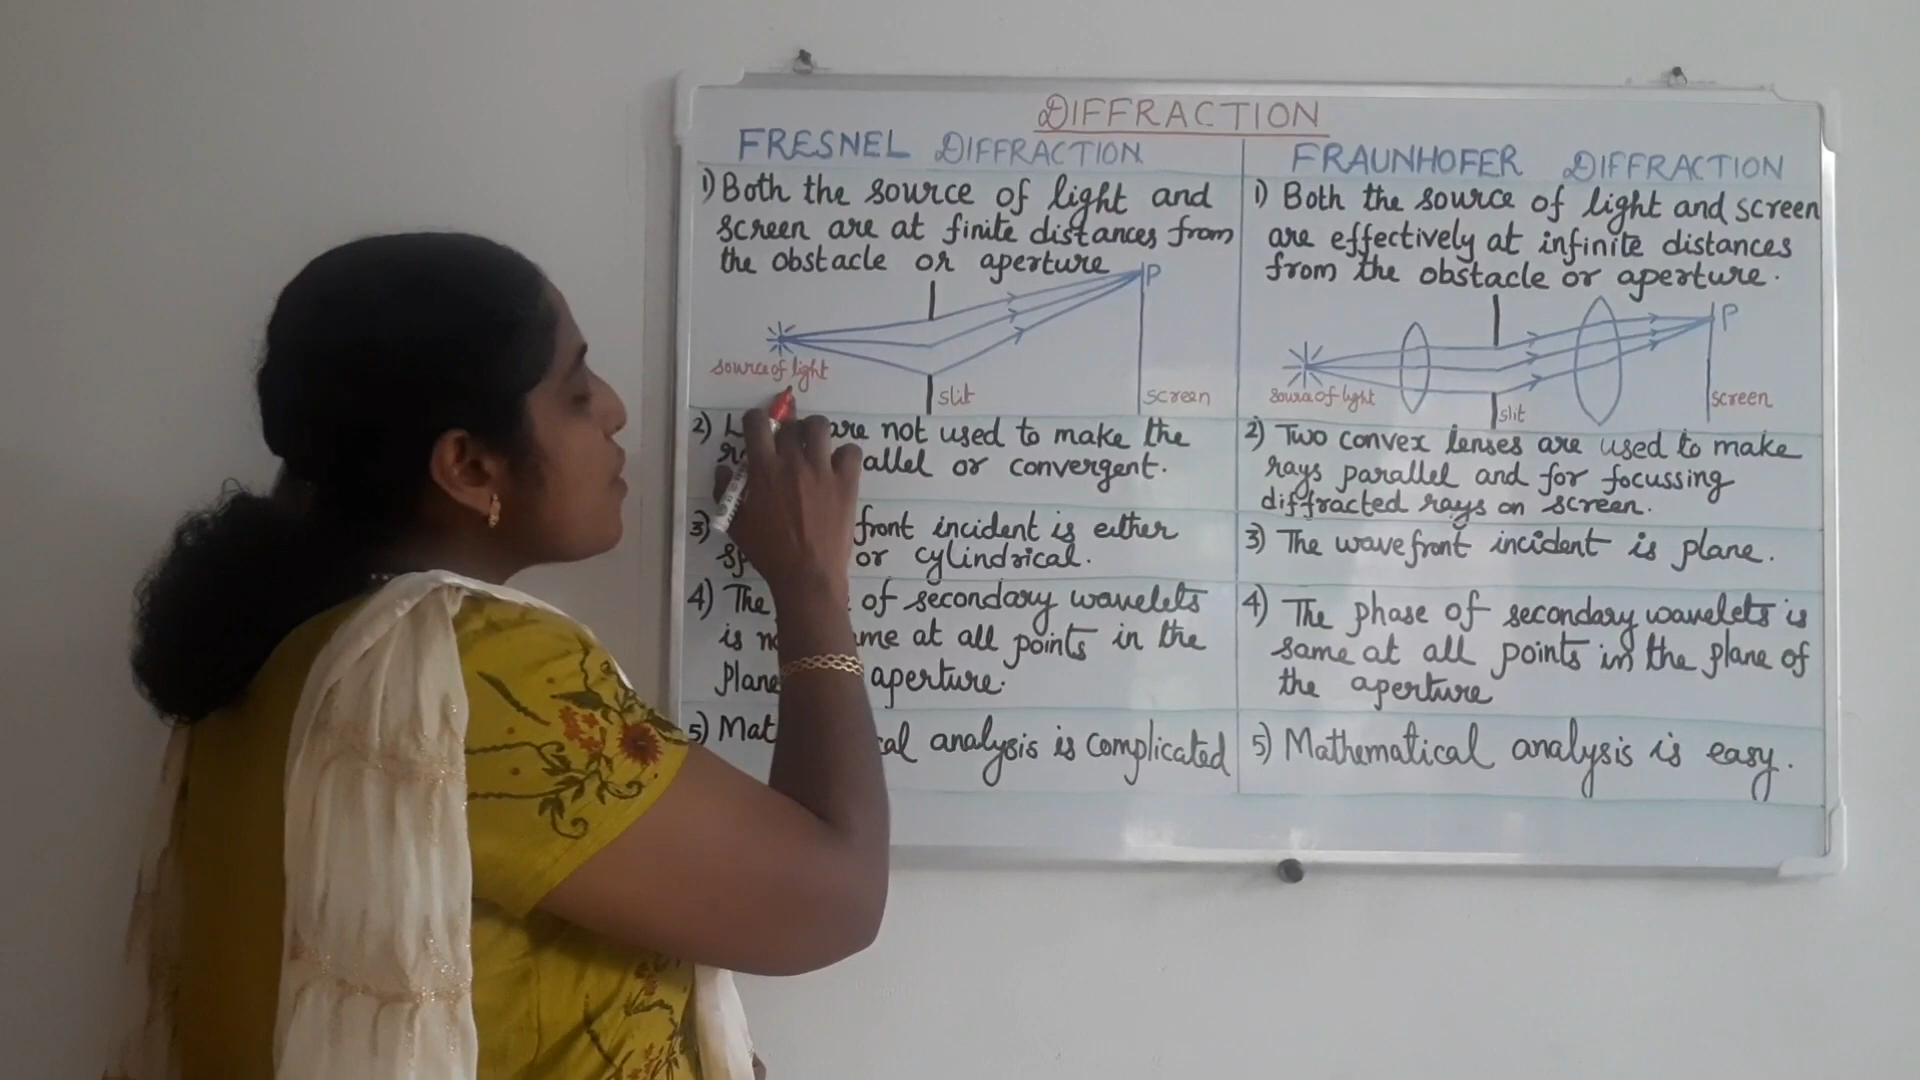 DIFFRACTION
FRESNEL DIFFRACTION
1) Both the source of light and
screen are at finite distances from
the obstacle or aperture
P
source of light
slit
screen
2) are not used to make the
or convergent.
3) front incident is either
or cylindrical.
4) The of secondary wavelets
is at all points in the
Plane aperture.
5) analysis is complicated
FRAUNHOFER DIFFRACTION
1) Both the source of light and screen
are effectively at infinite distances
from the obstacle or aperture.
P
source of light
slit
screen
2) Two convex lenses are used to make
rays parallel and for focussing
diffracted rays on screen.
3) The wavefront incident is plane.
4) The phase of secondary wavelets is
same at all points in the plane of
the aperture
5) Mathematical analysis is easy.